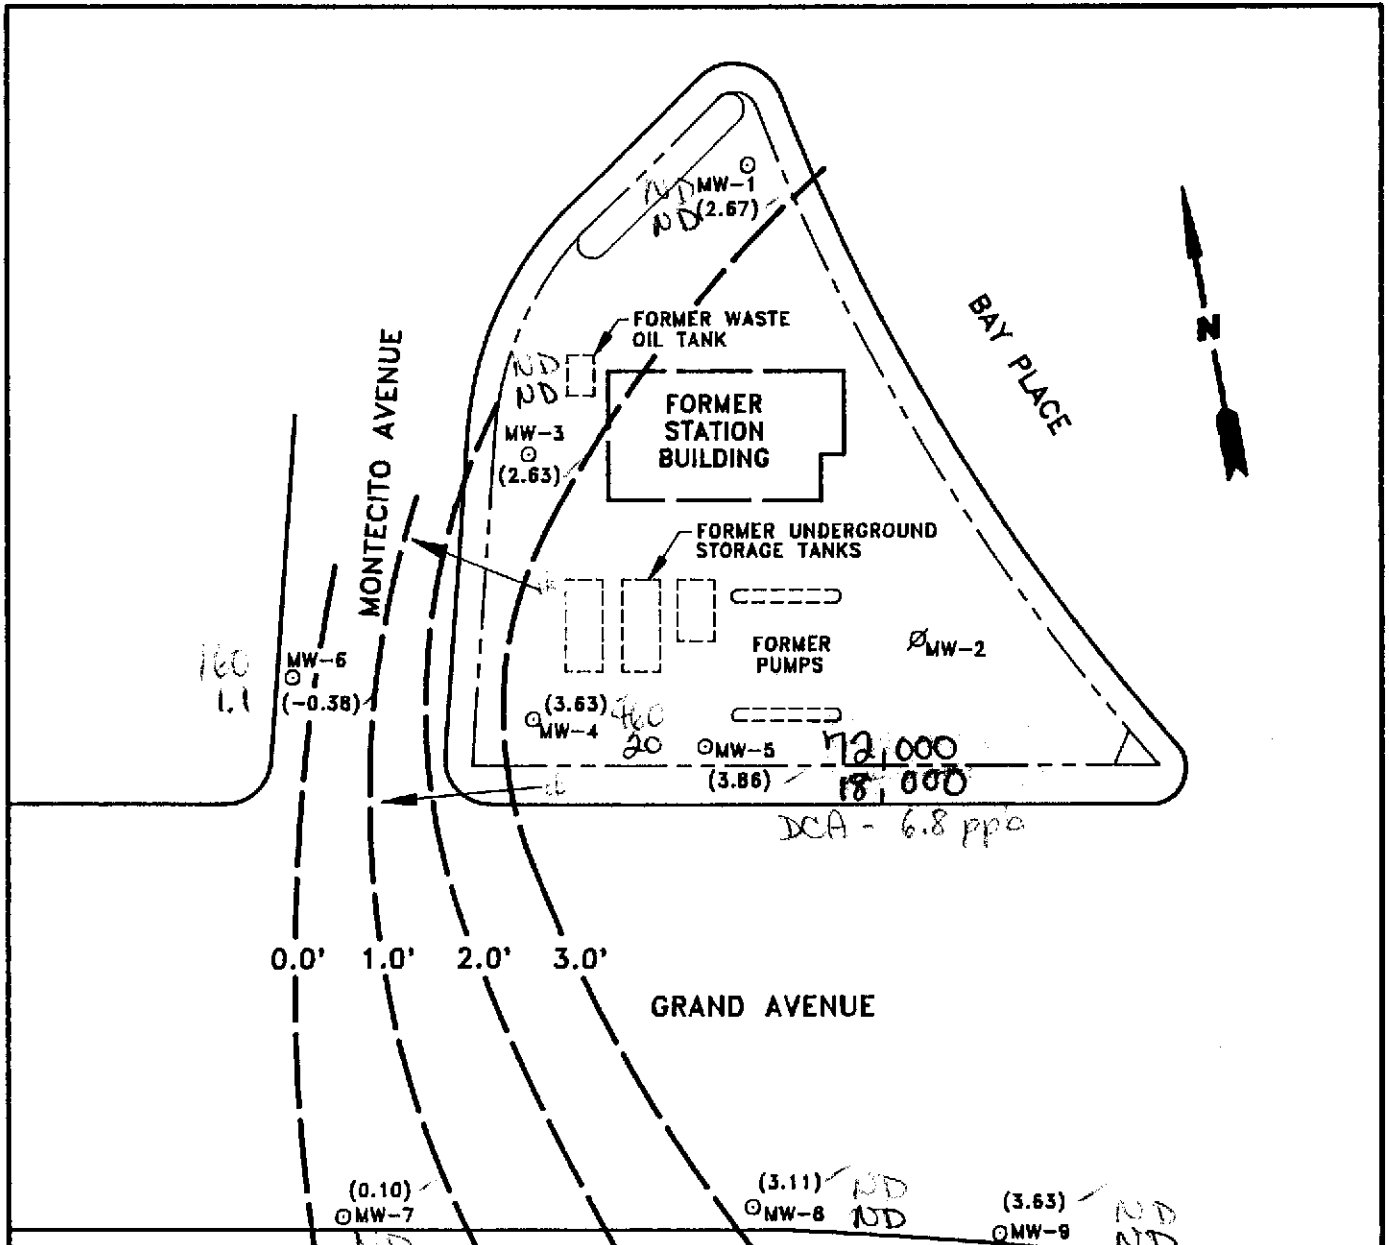 ND
MW-1
ND
(2.67)
BAY PLACE
N
FORMER WASTE
OIL TANK
MONTECITO AVENUE
ND
ND
FORMER
STATION
BUILDING
MW-3
(2.63)
FORMER UNDERGROUND
STORAGE TANKS
FORMER
PUMPS
MW-2
160
1.1
MW-6
(-0.38)
(3.63)
MW-4
460
20
MW-5
(3.86)
72,000
18,000
DCA - 6.8 ppb
0.0' 1.0' 2.0' 3.0'
GRAND AVENUE
(0.10)
MW-7
ND
(3.11) ND
MW-8 ND
(3.63) ND
MW-9 ND